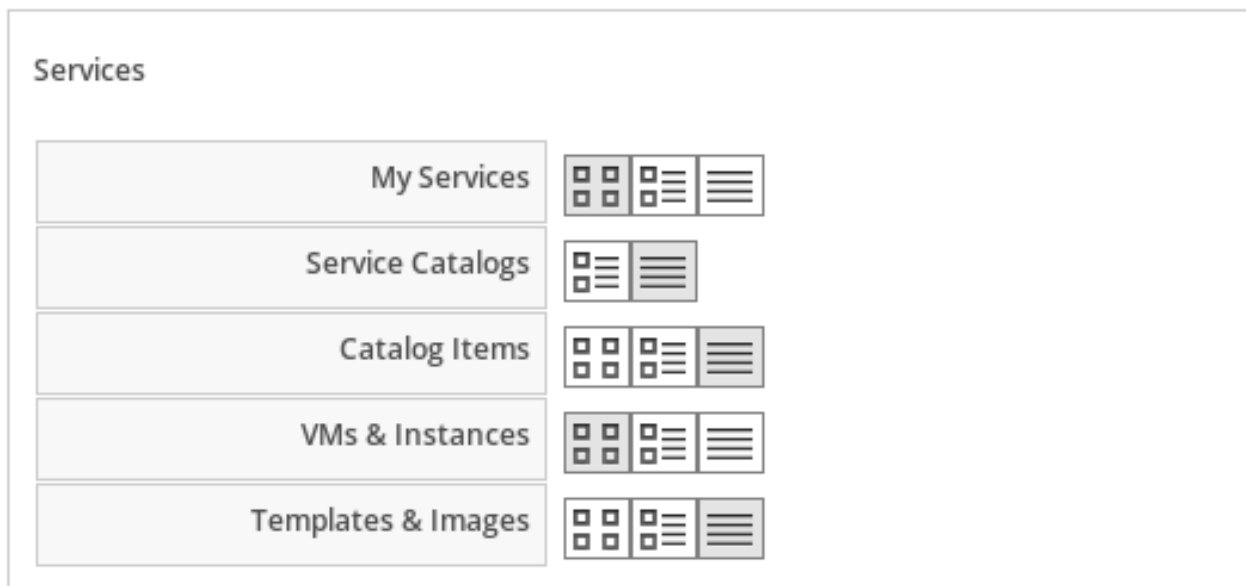 Services
My Services
Service Catalogs
Catalog Items
VMs & Instances
Templates & Images